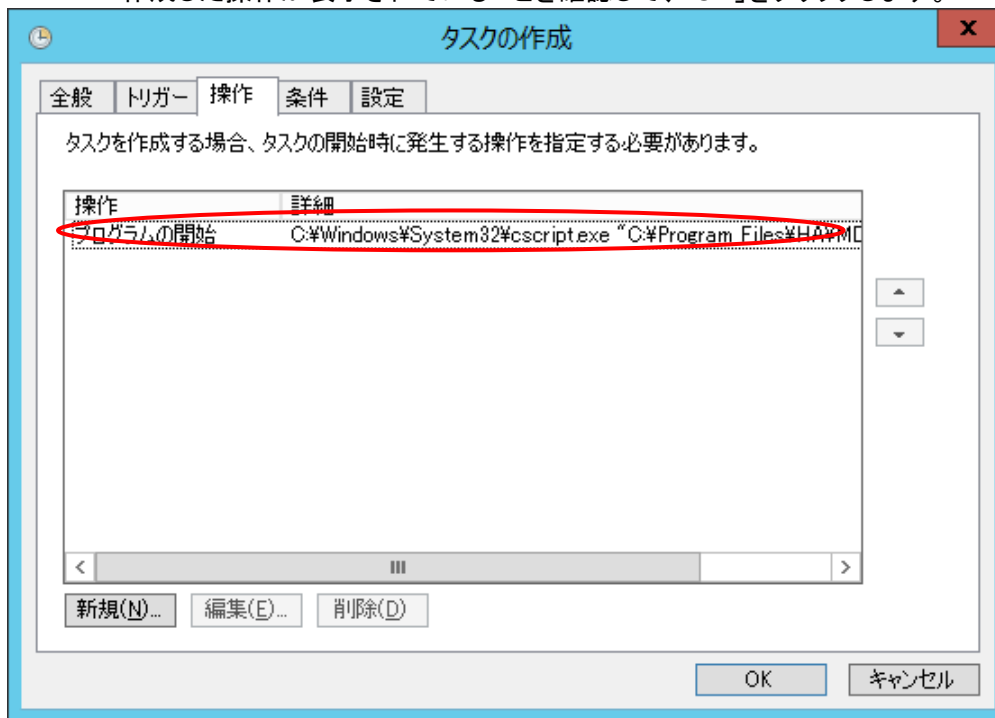 タスクの作成
全般 トリガー 操作 条件 設定
タスクを作成する場合、タスクの開始時に発生する操作を指定する必要があります。
操作 詳細
プログラムの開始 C:¥Windows¥System32¥cscript.exe "C:¥Program Files¥HA¥MD
新規(N)... 編集(E)... 削除(D)
OK キャンセル